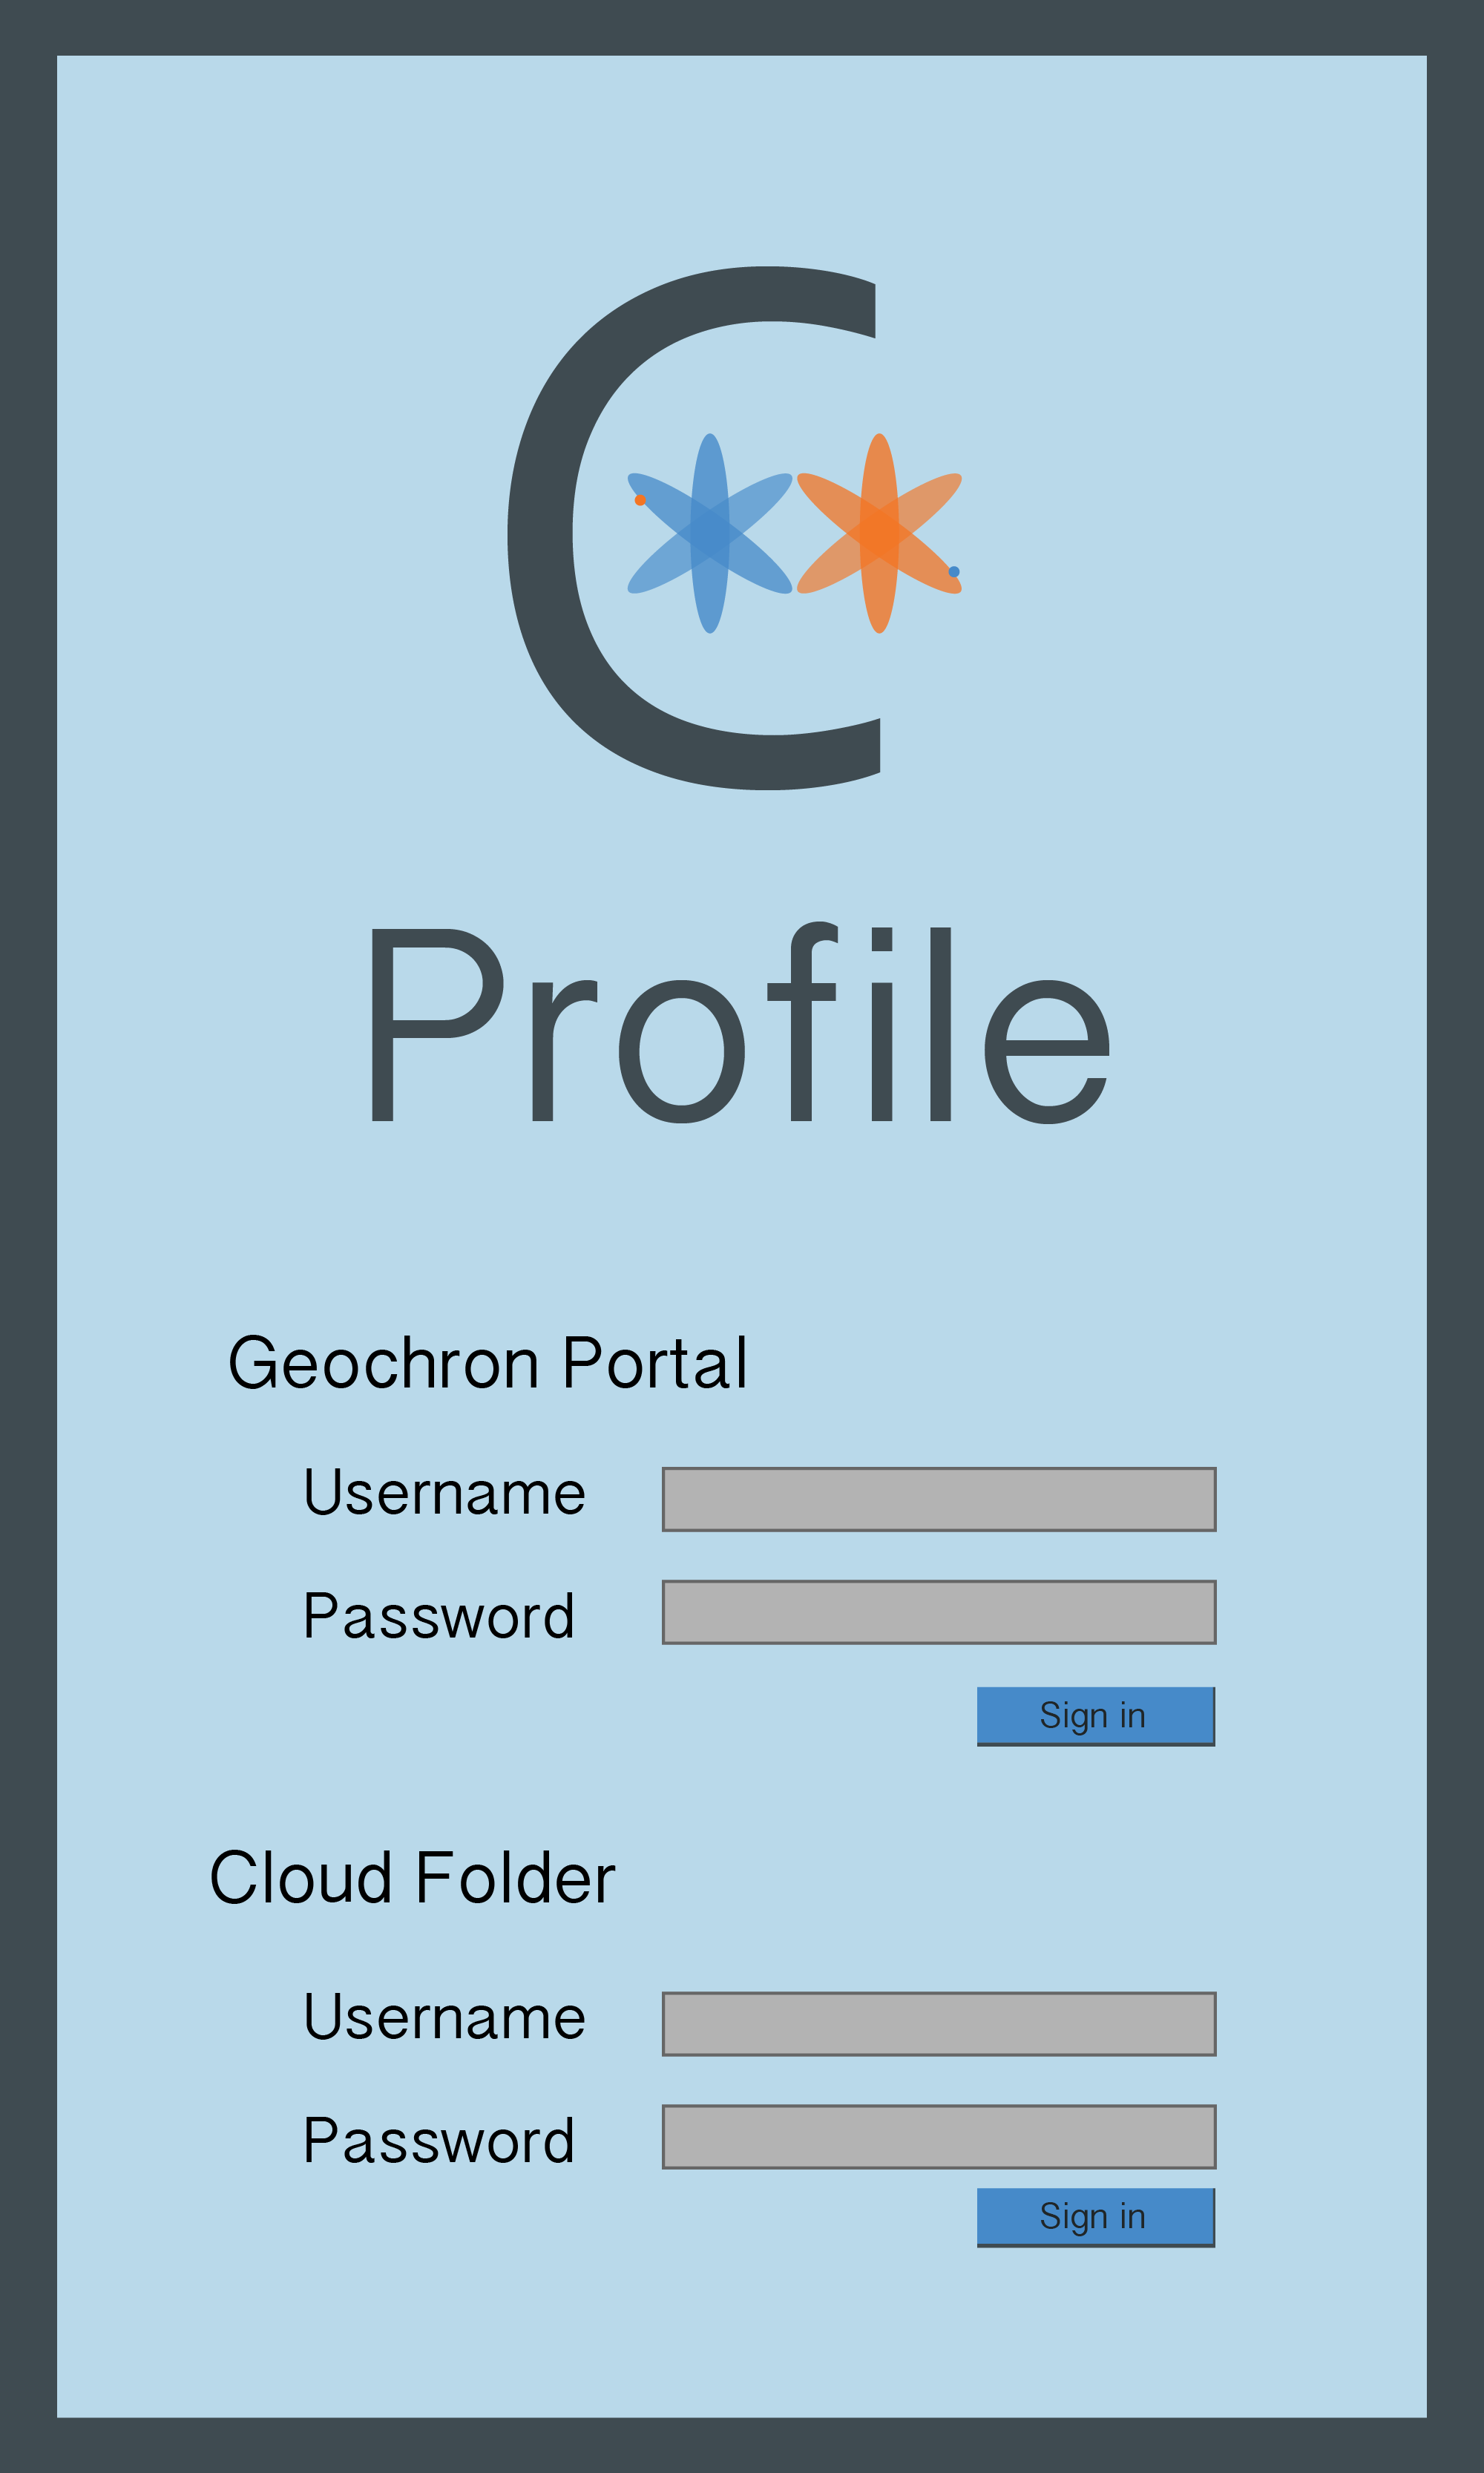 C
Profile
Geochron Portal
Username
Password
Sign in
Cloud Folder
Username
Password
Sign in